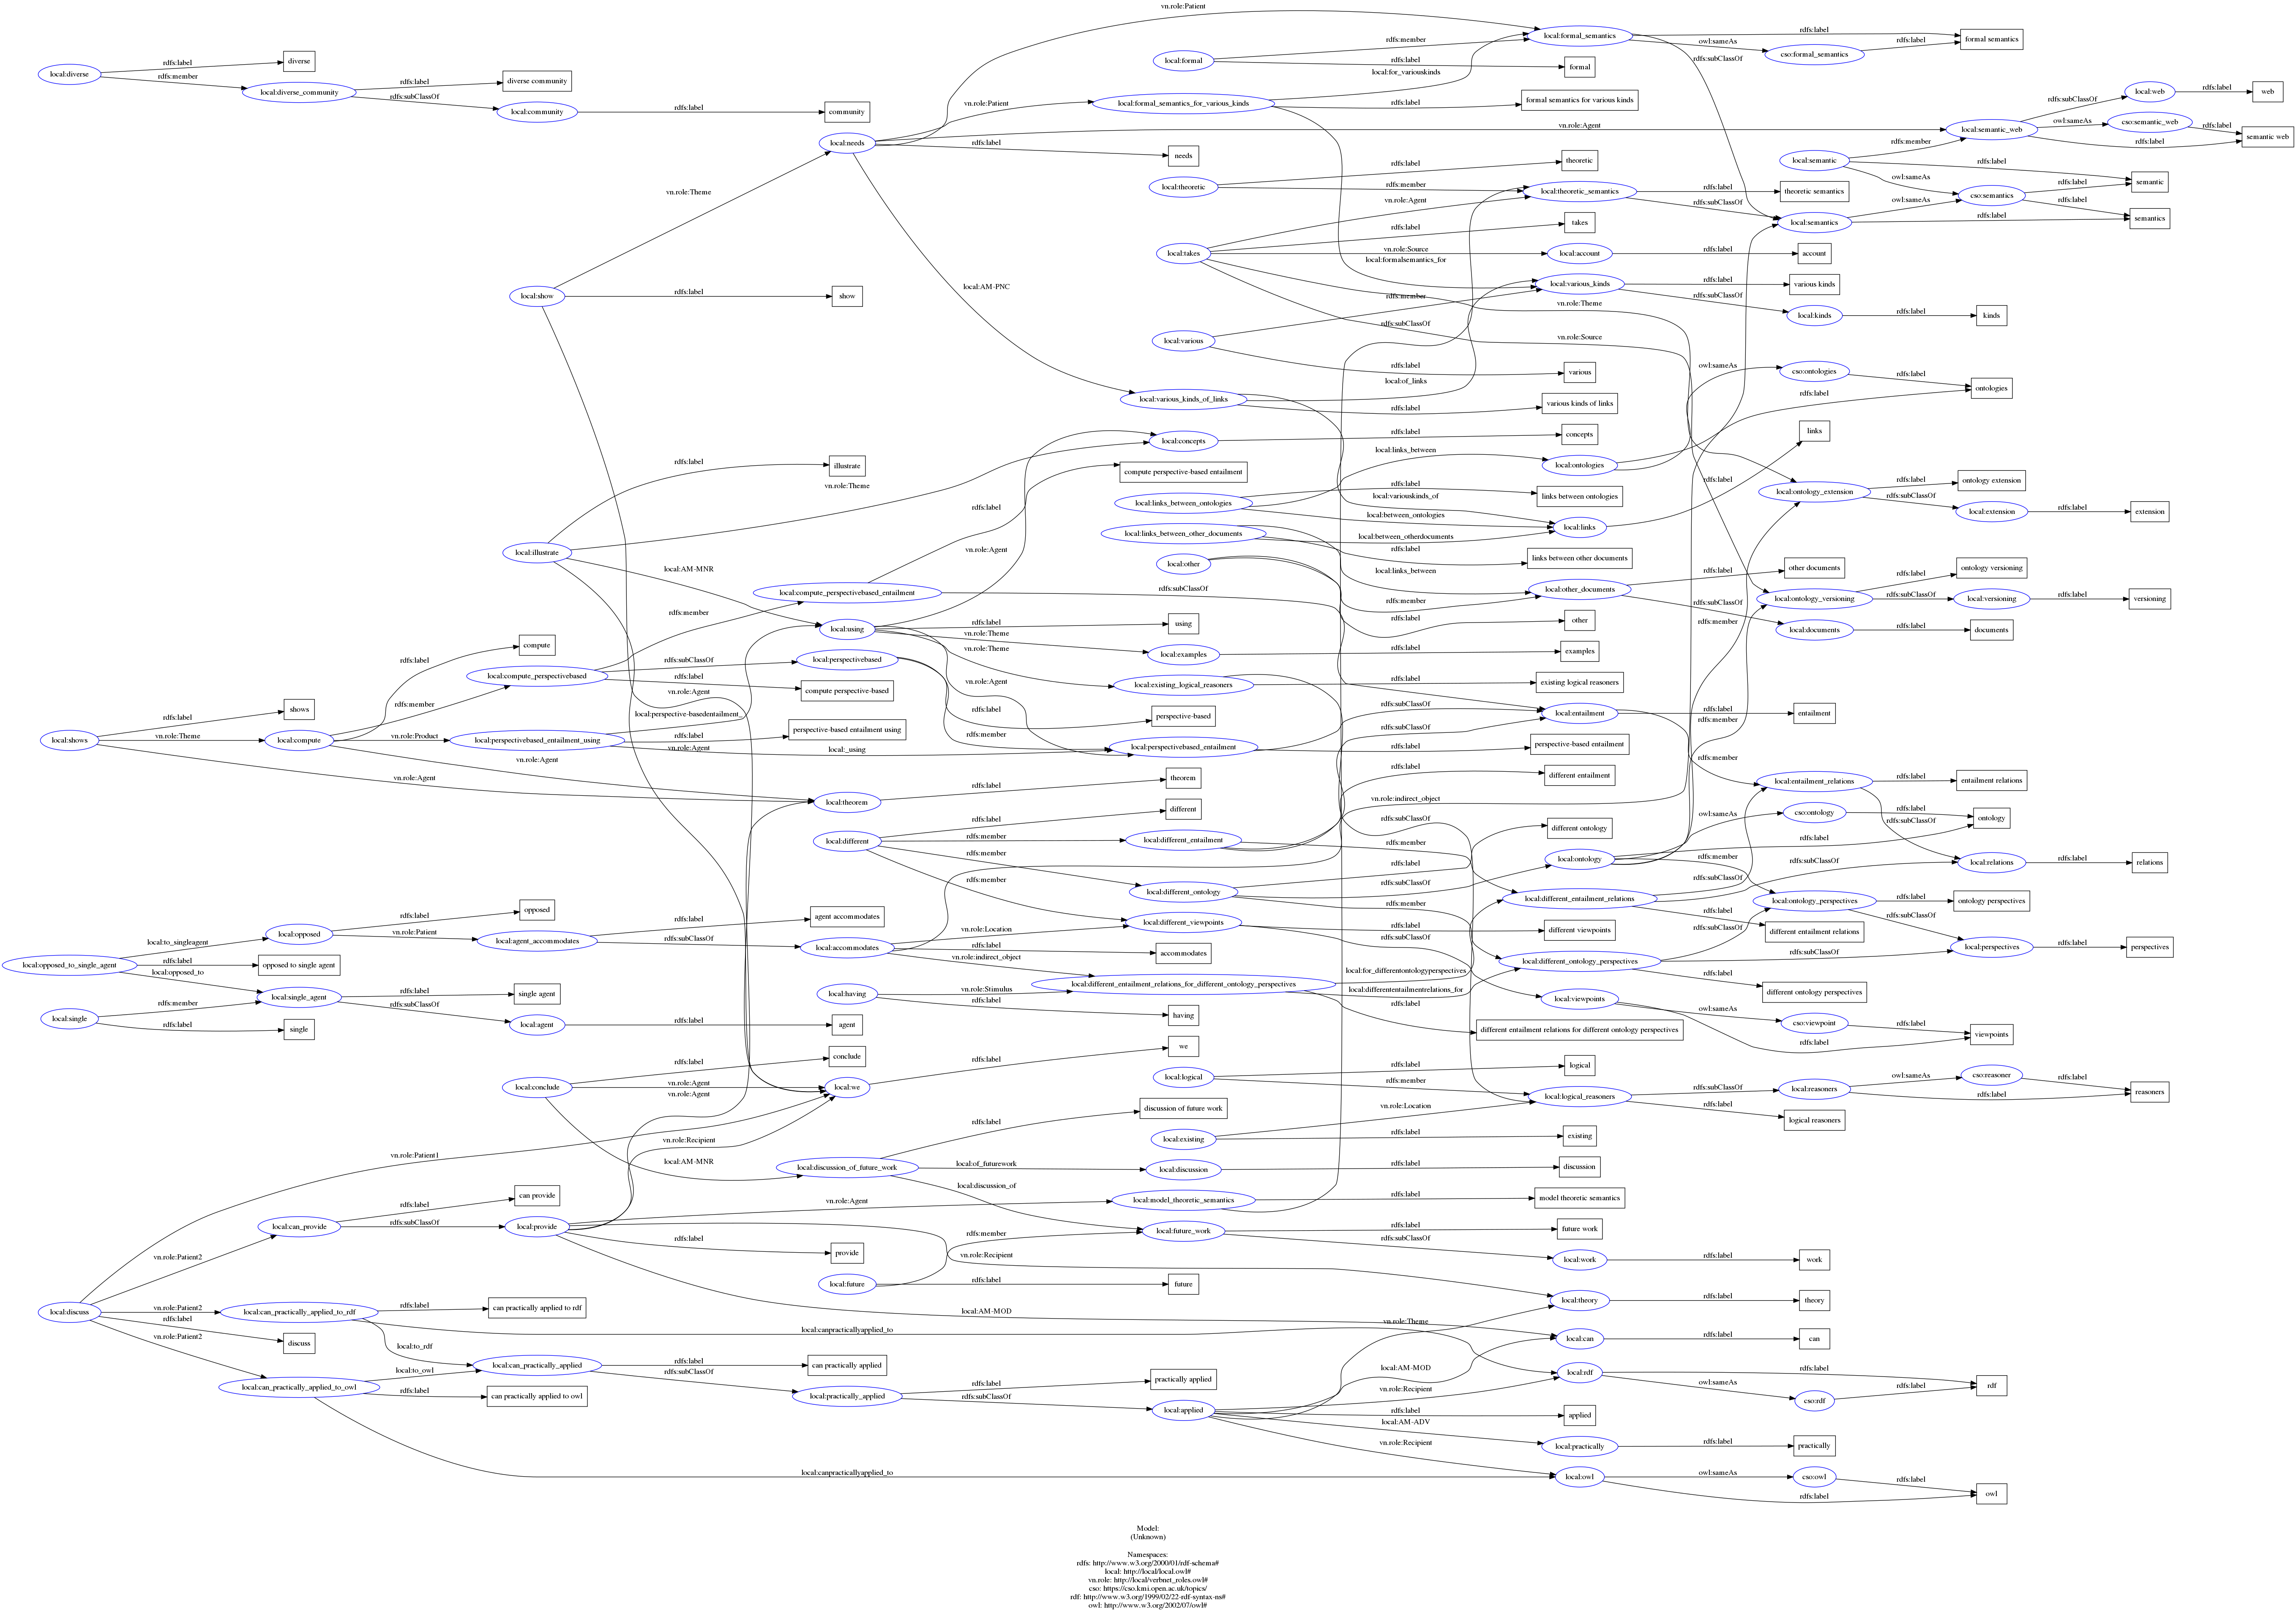 vn.role:Patient
rdfs:label
local:formal_semantics
formal semantics
rdfs:member
owl:sameAs
rdfs:label
cso:formal_semantics
rdfs:subClassOf
local:formal
rdfs:label
formal
local:for_variouskinds
rdfs:label
diverse
local:diverse
rdfs:member
rdfs:label
diverse community
local:diverse_community
rdfs:subClassOf
local:community
rdfs:label
community
vn.role:Patient
local:formal_semantics_for_various_kinds
rdfs:label
formal semantics for various kinds
local:web
rdfs:label
web
rdfs:subClassOf
vn.role:Agent
local:semantic_web
owl:sameAs
cso:semantic_web
rdfs:label
semantic web
rdfs:label
local:needs
rdfs:label
needs
rdfs:member
local:semantic
rdfs:label
semantic
owl:sameAs
cso:semantics
rdfs:label
rdfs:label
semantics
rdfs:label
theoretic
local:theoretic
rdfs:member
local:theoretic_semantics
rdfs:label
theoretic semantics
vn.role:Theme
vn.role:Agent
rdfs:subClassOf
owl:sameAs
local:semantics
rdfs:label
rdfs:label
takes
local:takes
vn.role:Source
local:account
rdfs:label
account
local:formalsemantics_for
local:AM-PNC
local:various_kinds
rdfs:label
various kinds
rdfs:member
rdfs:subClassOf
vn.role:Theme
local:kinds
rdfs:label
kinds
local:show
rdfs:label
show
rdfs:subClassOf
local:various
vn.role:Source
rdfs:label
various
owl:sameAs
cso:ontologies
rdfs:label
ontologies
local:of_links
local:various_kinds_of_links
rdfs:label
various kinds of links
rdfs:label
local:concepts
rdfs:label
concepts
links
local:links_between
local:ontologies
rdfs:label
illustrate
compute perspective-based entailment
vn.role:Theme
rdfs:label
rdfs:label
local:links_between_ontologies
local:variouskinds_of
rdfs:label
links between ontologies
local:ontology_extension
rdfs:label
ontology extension
rdfs:subClassOf
local:extension
rdfs:label
extension
local:between_ontologies
local:links
local:links_between_other_documents
local:between_otherdocuments
rdfs:label
links between other documents
rdfs:member
local:illustrate
vn.role:Agent
local:AM-MNR
local:other
local:links_between
rdfs:label
other documents
rdfs:label
ontology versioning
rdfs:subClassOf
local:compute_perspectivebased_entailment
local:other_documents
rdfs:member
rdfs:subClassOf
local:ontology_versioning
rdfs:subClassOf
local:versioning
rdfs:label
versioning
rdfs:member
local:using
rdfs:label
using
rdfs:label
other
local:documents
rdfs:label
documents
rdfs:label
compute
vn.role:Theme
local:examples
rdfs:label
examples
rdfs:subClassOf
local:perspectivebased
vn.role:Theme
local:compute_perspectivebased
rdfs:label
compute perspective-based
vn.role:Agent
local:existing_logical_reasoners
rdfs:label
existing logical reasoners
rdfs:label
vn.role:Agent
rdfs:member
rdfs:label
shows
local:perspective-basedentailment_
rdfs:label
perspective-based
rdfs:subClassOf
local:entailment
rdfs:label
entailment
rdfs:member
local:shows
vn.role:Theme
local:compute
vn.role:Product
local:perspectivebased_entailment_using
rdfs:label
perspective-based entailment using
rdfs:member
vn.role:Agent
local:_using
local:perspectivebased_entailment
rdfs:subClassOf
rdfs:label
perspective-based entailment
vn.role:Agent
rdfs:member
vn.role:Agent
rdfs:label
theorem
rdfs:label
different entailment
local:entailment_relations
rdfs:label
entailment relations
local:theorem
vn.role:indirect_object
rdfs:label
different
owl:sameAs
cso:ontology
rdfs:label
ontology
rdfs:subClassOf
rdfs:subClassOf
different ontology
local:different
rdfs:member
local:different_entailment
rdfs:member
rdfs:label
rdfs:member
rdfs:label
local:ontology
rdfs:member
rdfs:subClassOf
local:relations
rdfs:label
relations
rdfs:member
local:different_ontology
rdfs:subClassOf
rdfs:subClassOf
rdfs:member
local:different_entailment_relations
rdfs:label
local:ontology_perspectives
rdfs:label
ontology perspectives
rdfs:label
opposed
rdfs:label
agent accommodates
local:different_viewpoints
rdfs:label
different viewpoints
different entailment relations
rdfs:subClassOf
rdfs:subClassOf
local:to_singleagent
local:opposed
vn.role:Patient
local:agent_accommodates
rdfs:subClassOf
local:accommodates
vn.role:Location
rdfs:label
accommodates
rdfs:subClassOf
local:perspectives
rdfs:label
perspectives
rdfs:subClassOf
vn.role:indirect_object
local:opposed_to_single_agent
rdfs:label
opposed to single agent
local:different_ontology_perspectives
local:opposed_to
local:for_differentontologyperspectives
rdfs:label
different ontology perspectives
local:different_entailment_relations_for_different_ontology_perspectives
local:differententailmentrelations_for
local:having
vn.role:Stimulus
rdfs:label
having
rdfs:label
single agent
local:single_agent
rdfs:subClassOf
rdfs:label
local:viewpoints
owl:sameAs
rdfs:member
local:single
rdfs:label
single
local:agent
rdfs:label
agent
different entailment relations for different ontology perspectives
cso:viewpoint
rdfs:label
viewpoints
rdfs:label
rdfs:label
we
rdfs:label
conclude
local:conclude
vn.role:Agent
vn.role:Agent
local:we
local:logical
rdfs:label
logical
rdfs:member
local:logical_reasoners
rdfs:subClassOf
local:reasoners
owl:sameAs
cso:reasoner
rdfs:label
reasoners
rdfs:label
rdfs:label
logical reasoners
discussion of future work
vn.role:Location
rdfs:label
vn.role:Recipient
local:existing
rdfs:label
existing
vn.role:Patient1
local:AM-MNR
local:discussion_of_future_work
local:of_futurework
local:discussion
rdfs:label
discussion
local:discussion_of
rdfs:label
can provide
vn.role:Agent
local:model_theoretic_semantics
rdfs:label
model theoretic semantics
local:can_provide
rdfs:subClassOf
local:provide
rdfs:label
provide
rdfs:member
local:future_work
rdfs:label
future work
rdfs:subClassOf
vn.role:Patient2
vn.role:Recipient
local:work
rdfs:label
work
local:future
rdfs:label
future
local:discuss
vn.role:Patient2
local:can_practically_applied_to_rdf
rdfs:label
can practically applied to rdf
local:AM-MOD
local:theory
rdfs:label
theory
rdfs:label
discuss
vn.role:Patient2
vn.role:Theme
local:canpracticallyapplied_to
local:can
rdfs:label
can
local:to_rdf
local:can_practically_applied
rdfs:label
can practically applied
local:to_owl
rdfs:subClassOf
local:AM-MOD
local:rdf
rdfs:label
rdf
owl:sameAs
rdfs:label
cso:rdf
local:can_practically_applied_to_owl
rdfs:label
can practically applied to owl
local:practically_applied
rdfs:label
practically applied
rdfs:subClassOf
local:applied
vn.role:Recipient
rdfs:label
applied
local:AM-ADV
vn.role:Recipient
local:practically
rdfs:label
practically
local:canpracticallyapplied_to
local:owl
owl:sameAs
cso:owl
rdfs:label
owl
rdfs:label
Model:
(Unknown)
Namespaces:
rdfs: http://www.w3.org/2000/01/rdf-schema#
local: http://local/local.owl#
vn.role: http://local/verbnet_roles.owl#
cso: https://cso.kmi.open.ac.uk/topics/
rdf: http://www.w3.org/1999/02/22-rdf-syntax-ns#
owl: http://www.w3.org/2002/07/owl#